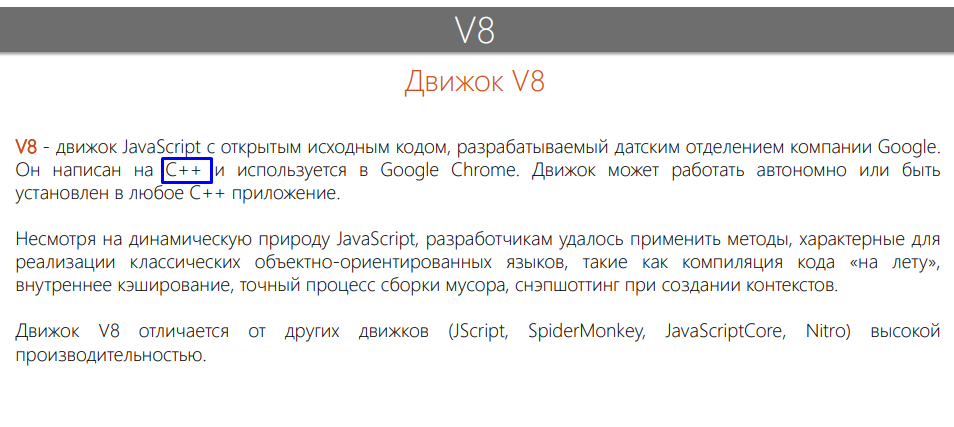 V8
Движок V8
V8 - движок JavaScript с открытым исходным кодом, разрабатываемый датским отделением компании Google.
Он написан на C++ и используется в Google Chrome. Движок может работать автономно или быть
установлен в любое C++ приложение.
Несмотря на динамическую природу JavaScript, разработчикам удалось применить методы, характерные для
реализации классических объектно-ориентированных языков, такие как компиляция кода «на лету»,
внутреннее кэширование, точный процесс сборки мусора, снэпшоттинг при создании контекстов.
Движок V8 отличается от других движков (JScript, SpiderMonkey, JavaScriptCore, Nitro) высокой
производительностью.